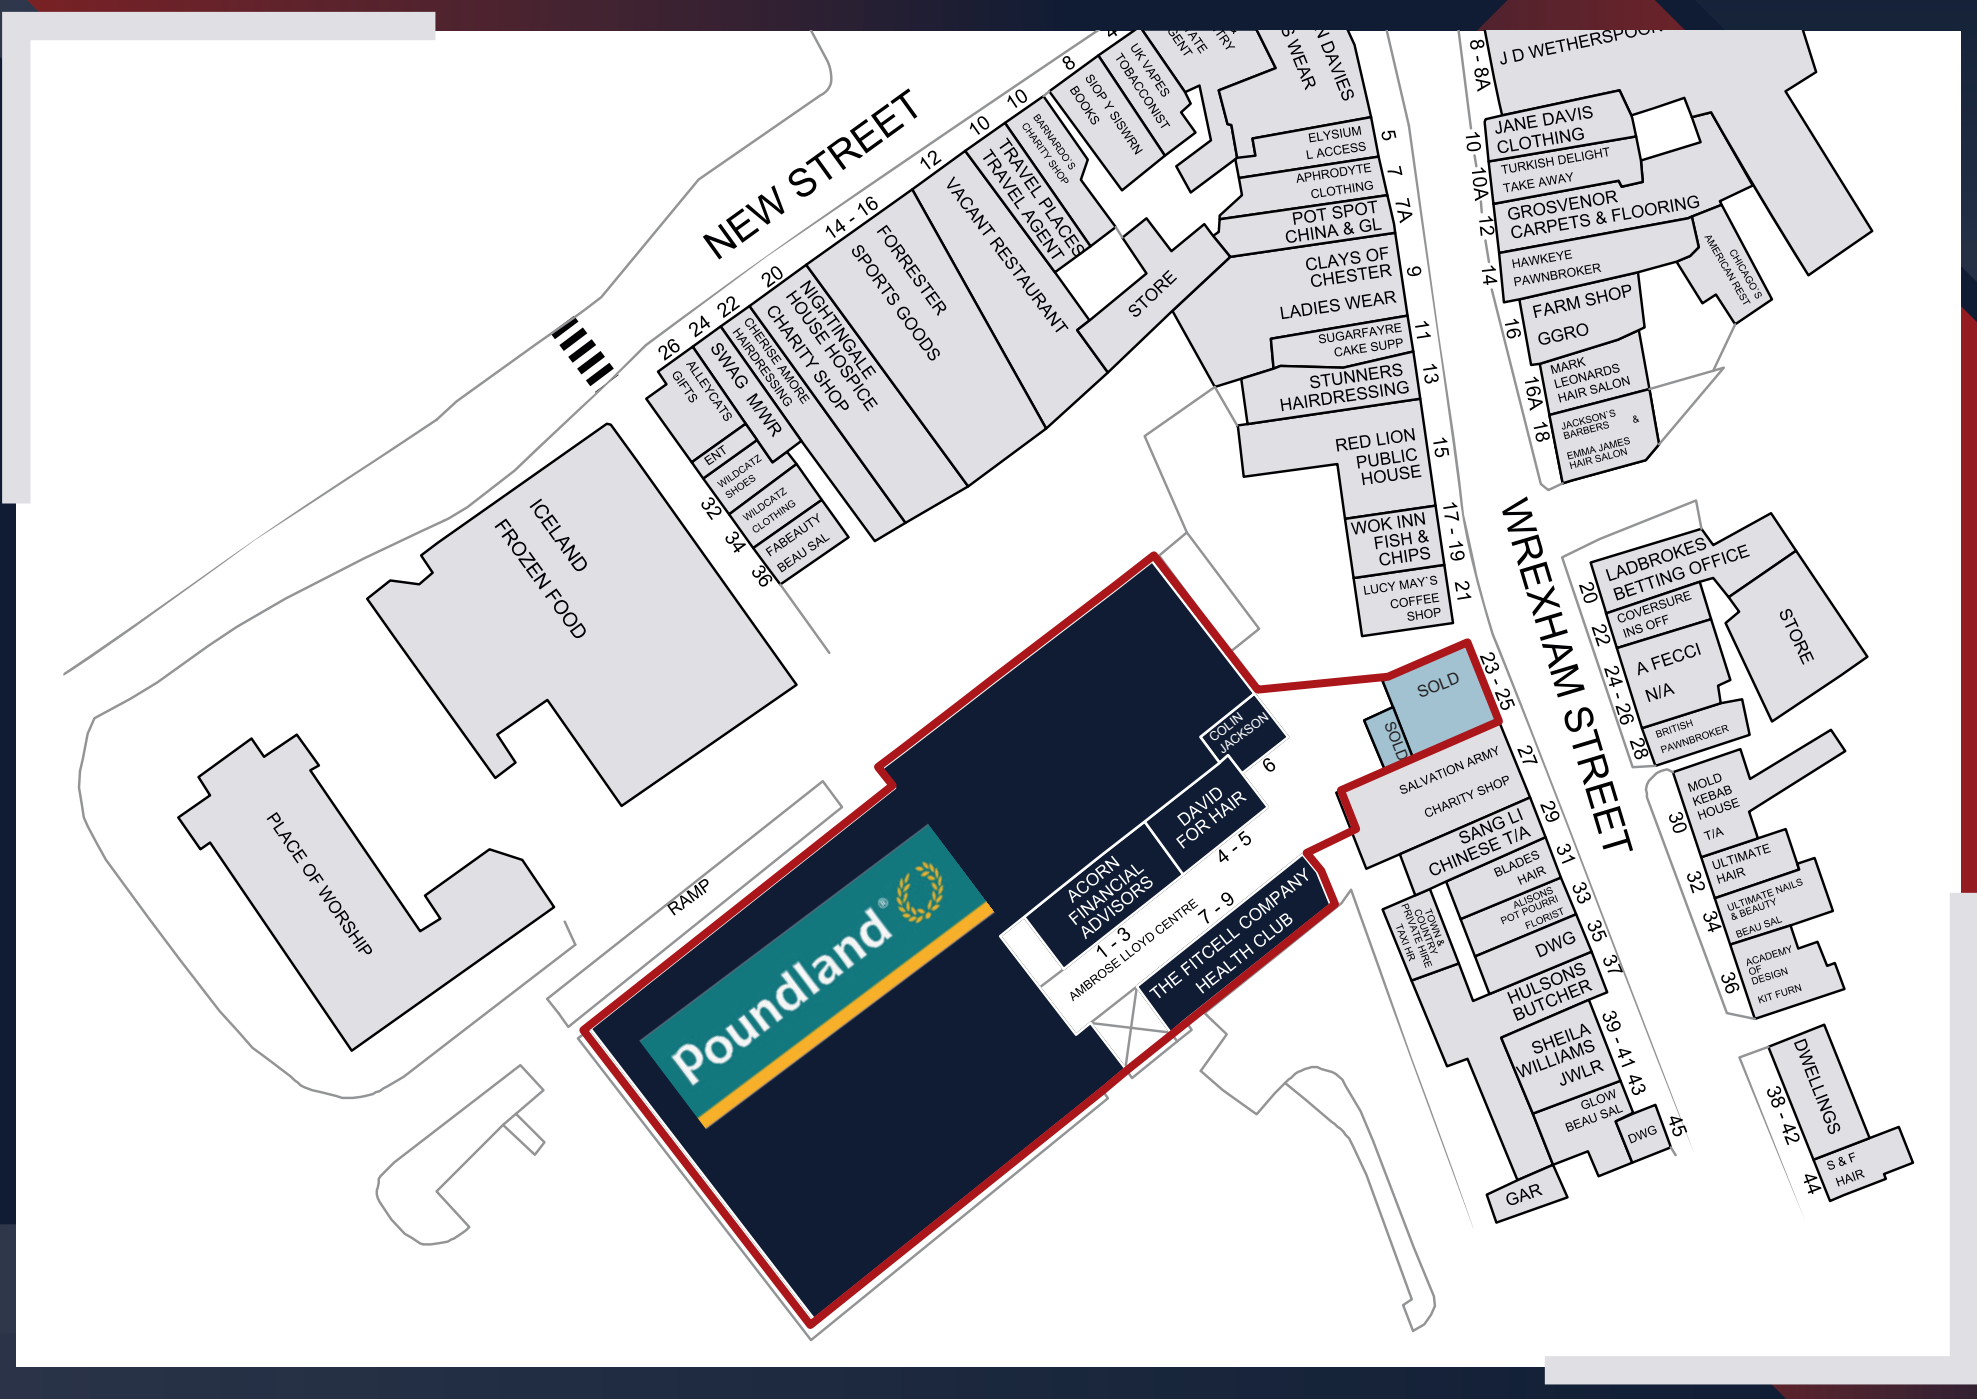 NEW STREET
4
8
10
10
12
14 - 16
20
22
24
26
UK VAPES
TOBACCONIST
SIOP Y SISWRN
BOOKS
BARNARDO'S
CHARITY SHOP
TRAVEL PLACES
TRAVEL AGENT
VACANT RESTAURANT
FORRESTER
SPORTS GOODS
NIGHTINGALE
HOUSE HOSPICE
CHARITY SHOP
CHERISE AMORE
HAIRDRESSING
SWAG M/WR
ALLEYCATS
GIFTS
ENT
WILDCATZ
SHOES
WILDCATZ
CLOTHING
FABEAUTY
BEAU SAL
32
34
36
STORE
ICELAND
FROZEN FOOD
PLACE OF WORSHIP
RAMP
N DAVIES
S WEAR
ELYSIUM
L ACCESS
5
APHRODYTE
CLOTHING
7
POT SPOT
CHINA & GL
7A
CLAYS OF
CHESTER
LADIES WEAR
9
SUGARFAYRE
CAKE SUPP
11
STUNNERS
HAIRDRESSING
13
RED LION
PUBLIC
HOUSE
15
WOK INN
FISH &
CHIPS
17 - 19
LUCY MAY`S
COFFEE
SHOP
21
WREXHAM STREET
8 - 8A
J D WETHERSPOON
10
10A
12
JANE DAVIS
CLOTHING
TURKISH DELIGHT
TAKE AWAY
GROSVENOR
CARPETS & FLOORING
HAWKEYE
PAWNBROKER
14
CHICAGO'S
AMERICAN REST
FARM SHOP
GGRO
16
MARK
LEONARDS
HAIR SALON
16A
JACKSON`S
BARBERS &
EMMA JAMES
HAIR SALON
18
LADBROKES
BETTING OFFICE
20
COVERSURE
INS OFF
22
A FECCI
N/A
24 - 26
BRITISH
PAWNBROKER
28
STORE
MOLD
KEBAB
HOUSE
T/A
30
ULTIMATE
HAIR
32
ULTIMATE NAILS
& BEAUTY
BEAU SAL
34
ACADEMY
OF
DESIGN
KIT FURN
36
DWELLINGS
38 - 42
S & F
HAIR
44
SOLD
SOLD
23 - 25
SALVATION ARMY
CHARITY SHOP
27
SANG LI
CHINESE T/A
29
BLADES
HAIR
31
ALISONS
POT POURRI
FLORIST
33
DWG
35
HULSONS
BUTCHER
37
TOWN &
COUNTRY
PRIVATE HIRE
TAXI HR
SHEILA
WILLIAMS
JWLR
39 - 41
GLOW
BEAU SAL
43
DWG
45
GAR
COLIN
JACKSON
6
DAVID
FOR HAIR
4 - 5
ACORN
FINANCIAL
ADVISORS
1 - 3
AMBROSE LLOYD CENTRE
7 - 9
THE FITCELL COMPANY
HEALTH CLUB
Poundland®